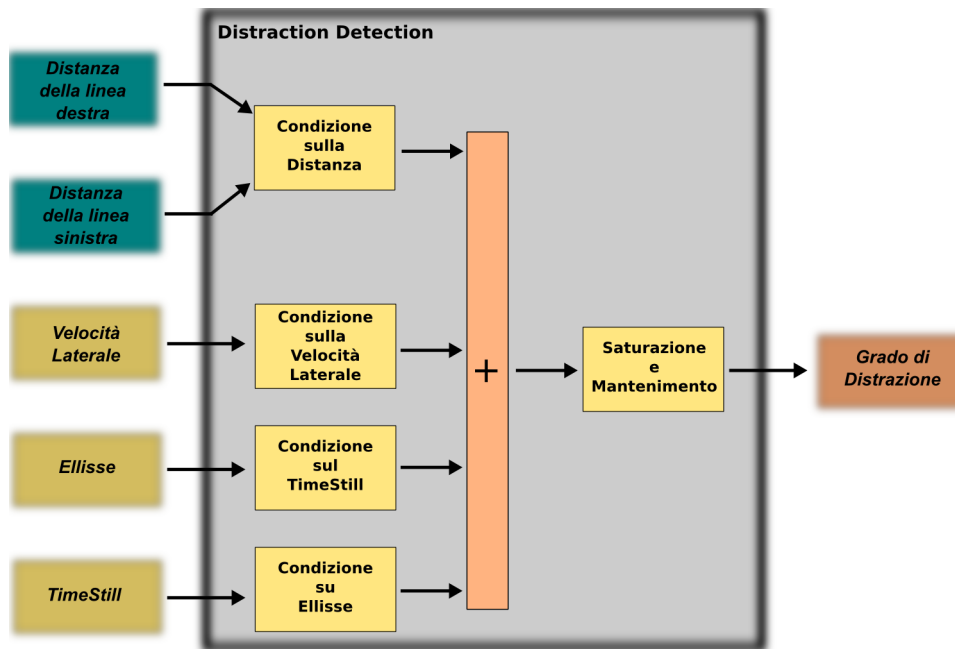 Distraction Detection
Distanza
della linea
destra
Condizione
sulla
Distanza
Distanza
della linea
sinistra
Velocità
Laterale
Condizione
sulla
Velocità
Laterale
+
Saturazione
e
Mantenimento
Grado di
Distrazione
Ellisse
Condizione
sul
TimeStill
TimeStill
Condizione
su
Ellisse